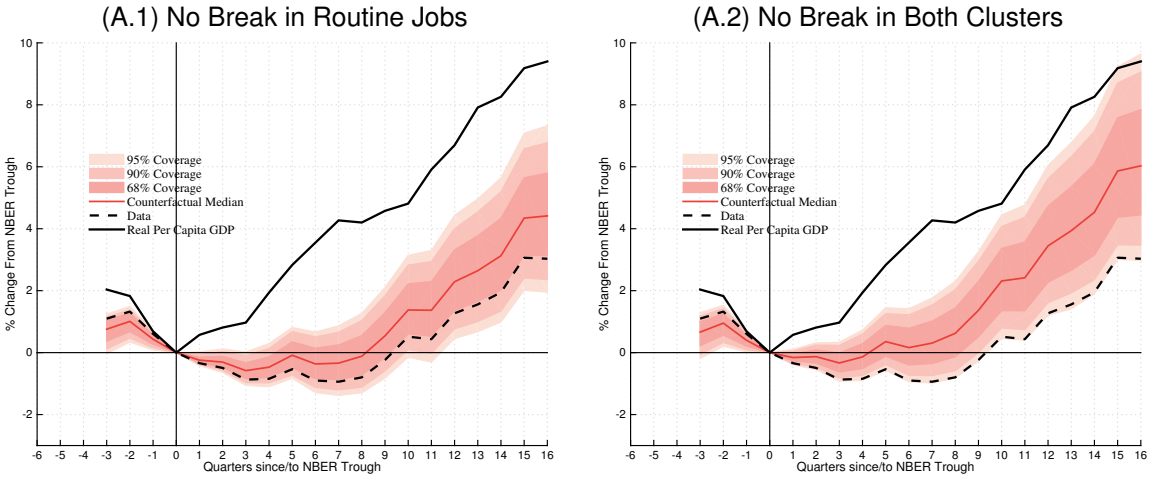 (A.1) No Break in Routine Jobs
% Change From NBER Trough
10
8
6
4
2
0
-2
95% Coverage
90% Coverage
68% Coverage
Counterfactual Median
Data
Real Per Capita GDP
-6 -5 -4 -3 -2 -1 0 1 2 3 4 5 6 7 8 9 10 11 12 13 14 15 16
Quarters since/to NBER Trough
(A.2) No Break in Both Clusters
% Change From NBER Trough
10
8
6
4
2
0
-2
95% Coverage
90% Coverage
68% Coverage
Counterfactual Median
Data
Real Per Capita GDP
-6 -5 -4 -3 -2 -1 0 1 2 3 4 5 6 7 8 9 10 11 12 13 14 15 16
Quarters since/to NBER Trough